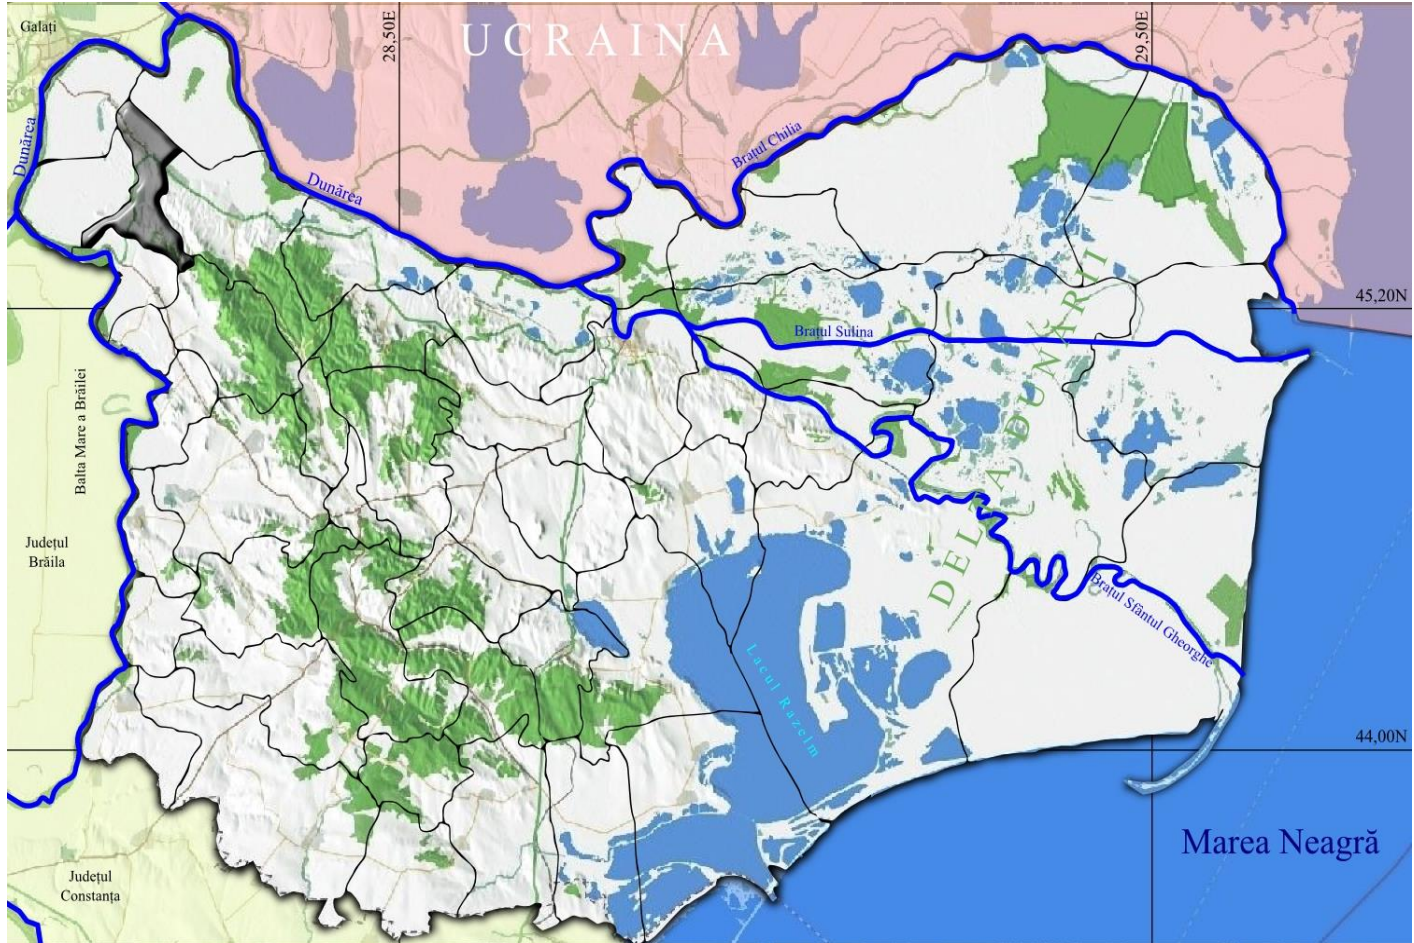 Galați
28,50E
UCRAINA
29,50E
Dunărea
Dunărea
Brațul Chilia
45,20N
Brațul Sulina
DELTA DUNĂRII
Balta Mare a Brăilei
Județul
Brăila
Brațul Sfântul Gheorghe
Lacul Razelm
44,00N
Marea Neagră
Județul
Constanța